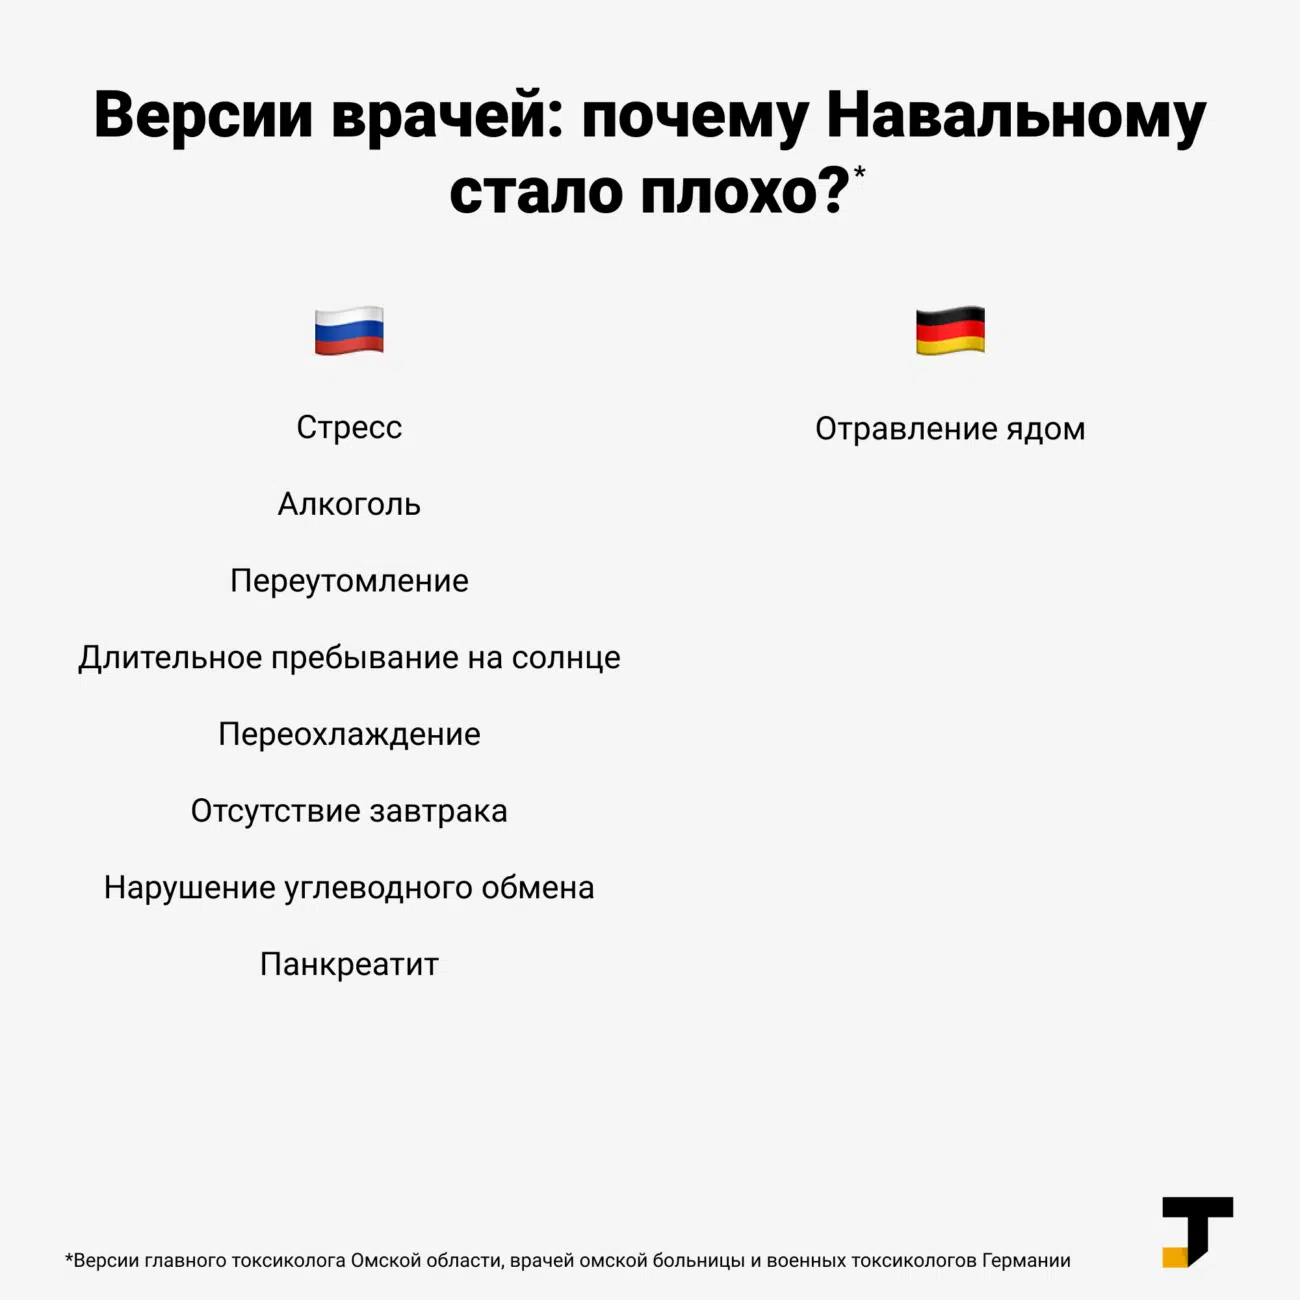 Версии врачей: почему Навальному
стало плохо?*
Стресс
Отравление ядом
Алкоголь
Переутомление
Длительное пребывание на солнце
Переохлаждение
Отсутствие завтрака
Нарушение углеводного обмена
Панкреатит
*Версии главного токсиколога Омской области, врачей омской больницы и военных токсикологов Германии